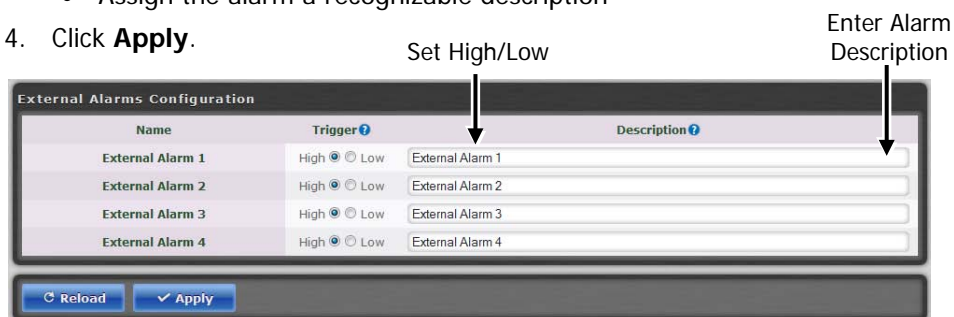 • Assign the alarm a recognizable description
4. Click Apply.
Set High/Low
Enter Alarm
Description
External Alarms Configuration
Name Trigger Description
External Alarm 1 High Low External Alarm 1
External Alarm 2 High Low External Alarm 2
External Alarm 3 High Low External Alarm 3
External Alarm 4 High Low External Alarm 4
Reload Apply